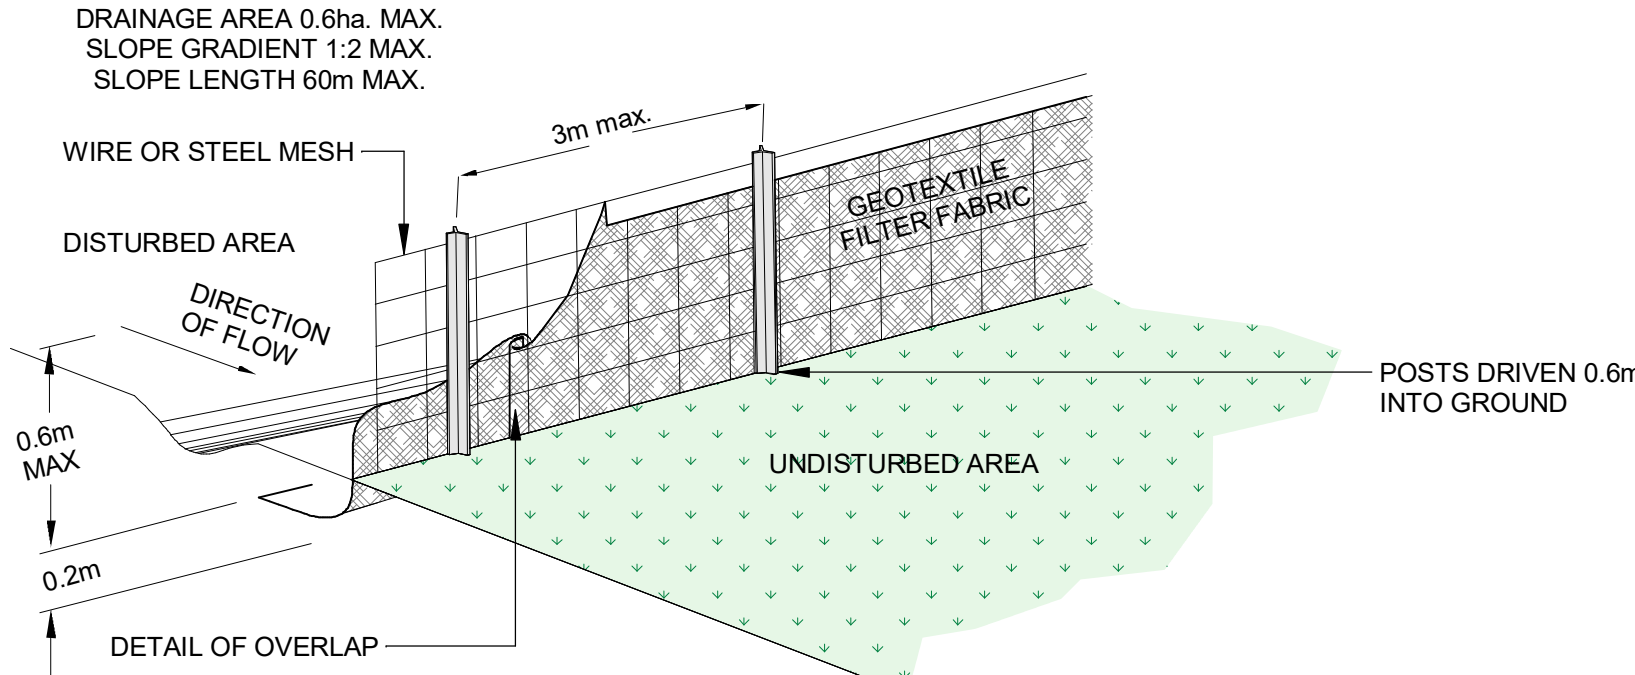 DRAINAGE AREA 0.6ha. MAX.
SLOPE GRADIENT 1:2 MAX.
SLOPE LENGTH 60m MAX.
3m max.
WIRE OR STEEL MESH
GEOTEXTILE
FILTER FABRIC
DISTURBED AREA
DIRECTION
OF FLOW
POSTS DRIVEN 0.6m
INTO GROUND
0.6m
MAX
UNDISTURBED AREA
0.2m
DETAIL OF OVERLAP